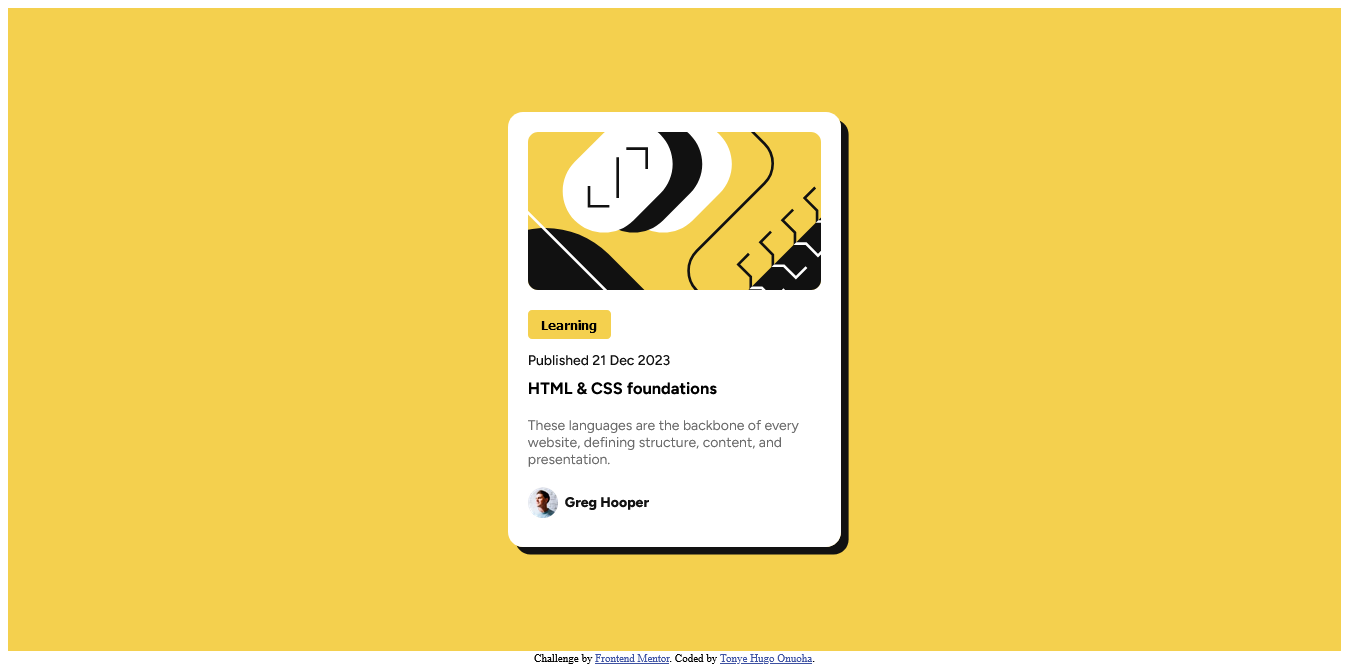 Learning
Published 21 Dec 2023
HTML & CSS foundations
These languages are the backbone of every
website, defining structure, content, and
presentation.
Greg Hooper
Challenge by Frontend Mentor. Coded by Tonye Hugo Onuoha.